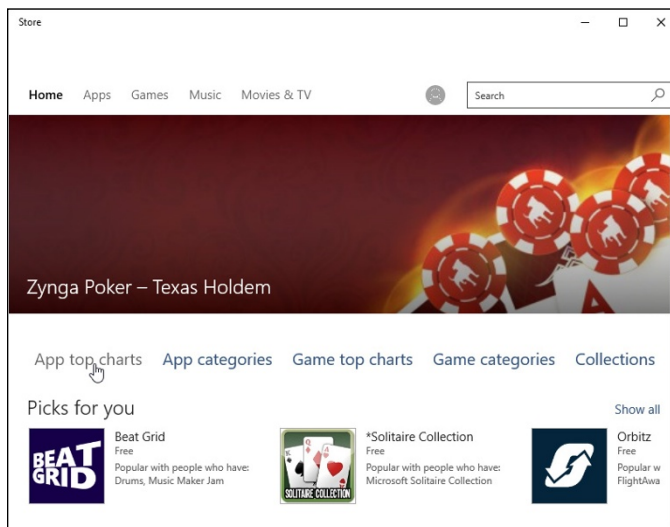 Store
Home Apps Games Music Movies & TV Search
Zynga Poker – Texas Holdem
App top charts App categories Game top charts Game categories Collections
Picks for you Show all
BEAT
GRID
Beat Grid
Free
Popular with people who have:
Drums, Music Maker Jam
A
Q
A
SOLITAIRE COLLECTION
*Solitaire Collection
Free
Popular with people who have:
Microsoft Solitaire Collection
Orbitz
Free
Popular w
FlightAwa